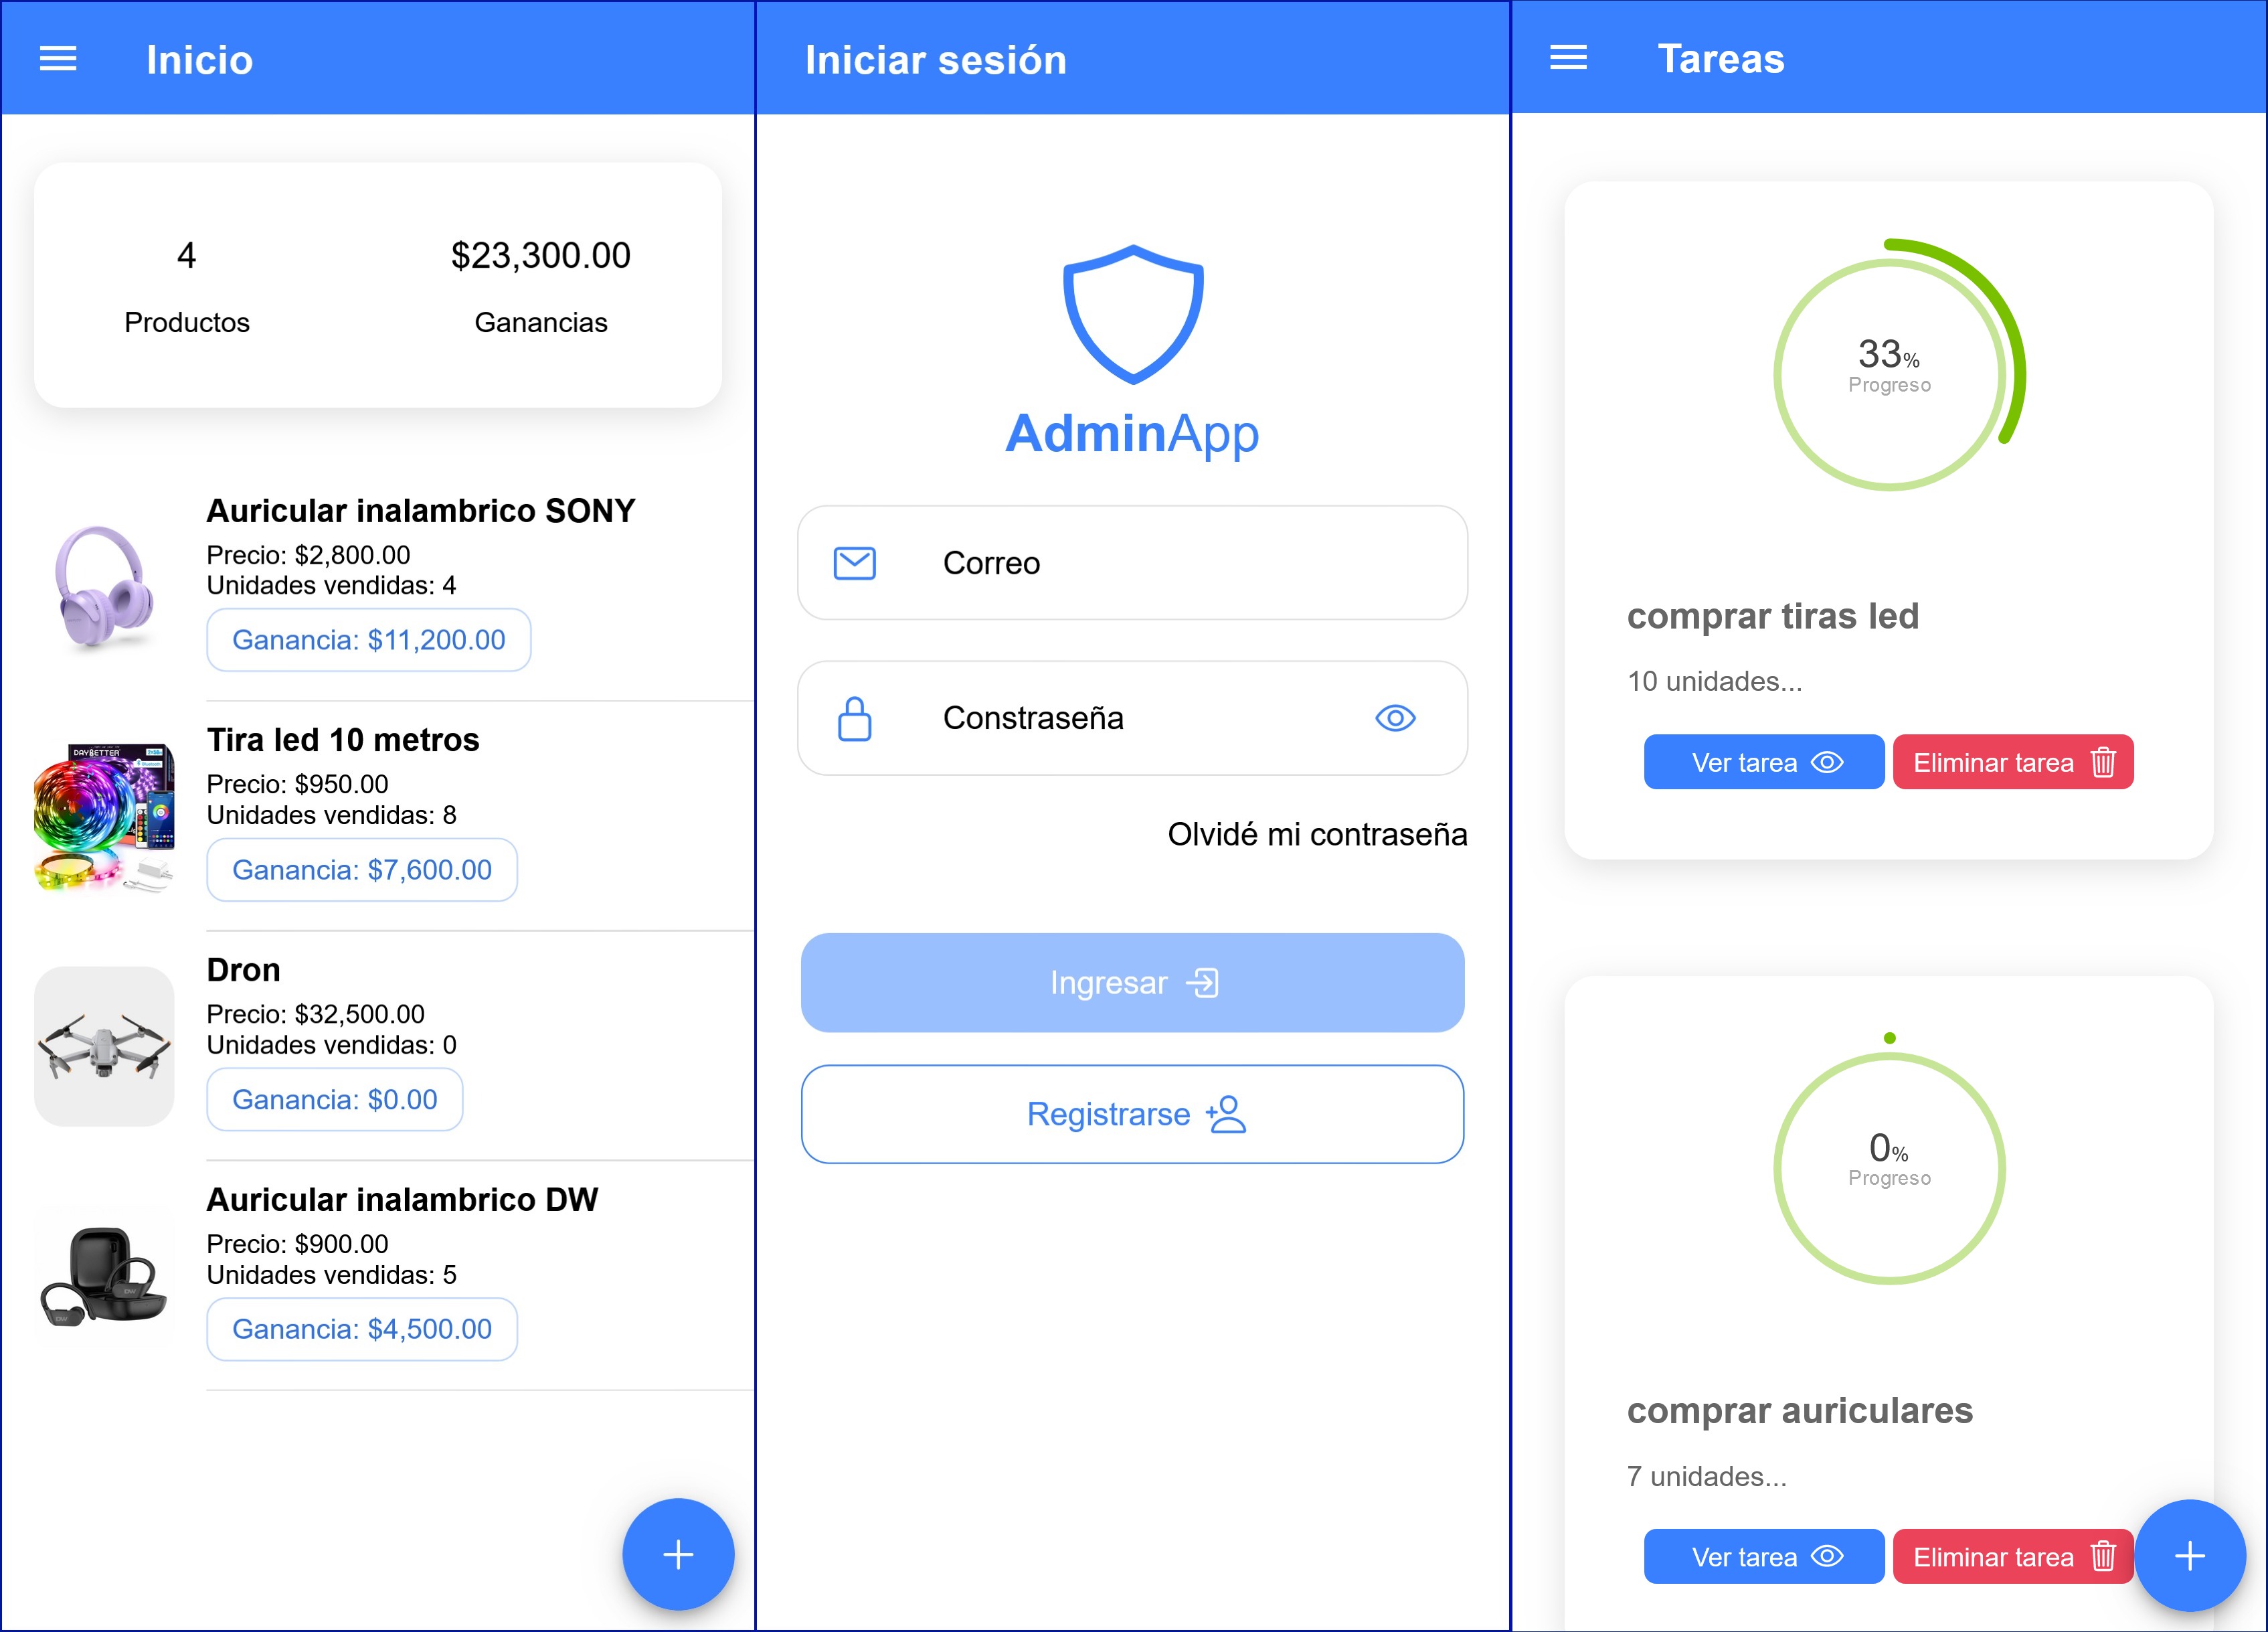 Inicio
4
$23,300.00
Productos
Ganancias
Auricular inalambrico SONY
Precio: $2,800.00
Unidades vendidas: 4
Ganancia: $11,200.00
DAYBETTER
Tira led 10 metros
Precio: $950.00
Unidades vendidas: 8
Ganancia: $7,600.00
Dron
Precio: $32,500.00
Unidades vendidas: 0
Ganancia: $0.00
Auricular inalambrico DW
Precio: $900.00
Unidades vendidas: 5
Ganancia: $4,500.00
DW
DW
Iniciar sesión
AdminApp
Correo
Constraseña
Olvidé mi contraseña
Ingresar
Registrarse
Tareas
33%
Progreso
comprar tiras led
10 unidades...
Ver tarea
Eliminar tarea
0%
Progreso
comprar auriculares
7 unidades...
Ver tarea
Eliminar tarea